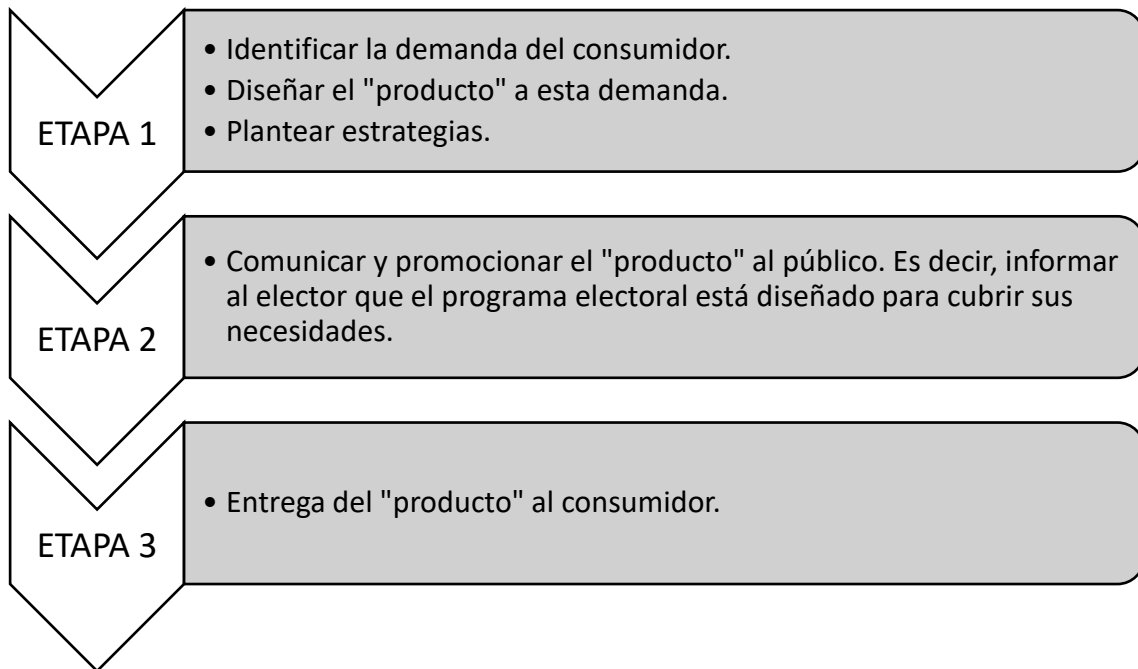 ETAPA 1
• Identificar la demanda del consumidor.
• Diseñar el "producto" a esta demanda.
• Plantear estrategias.
ETAPA 2
• Comunicar y promocionar el "producto" al público. Es decir, informar
al elector que el programa electoral está diseñado para cubrir sus
necesidades.
ETAPA 3
• Entrega del "producto" al consumidor.